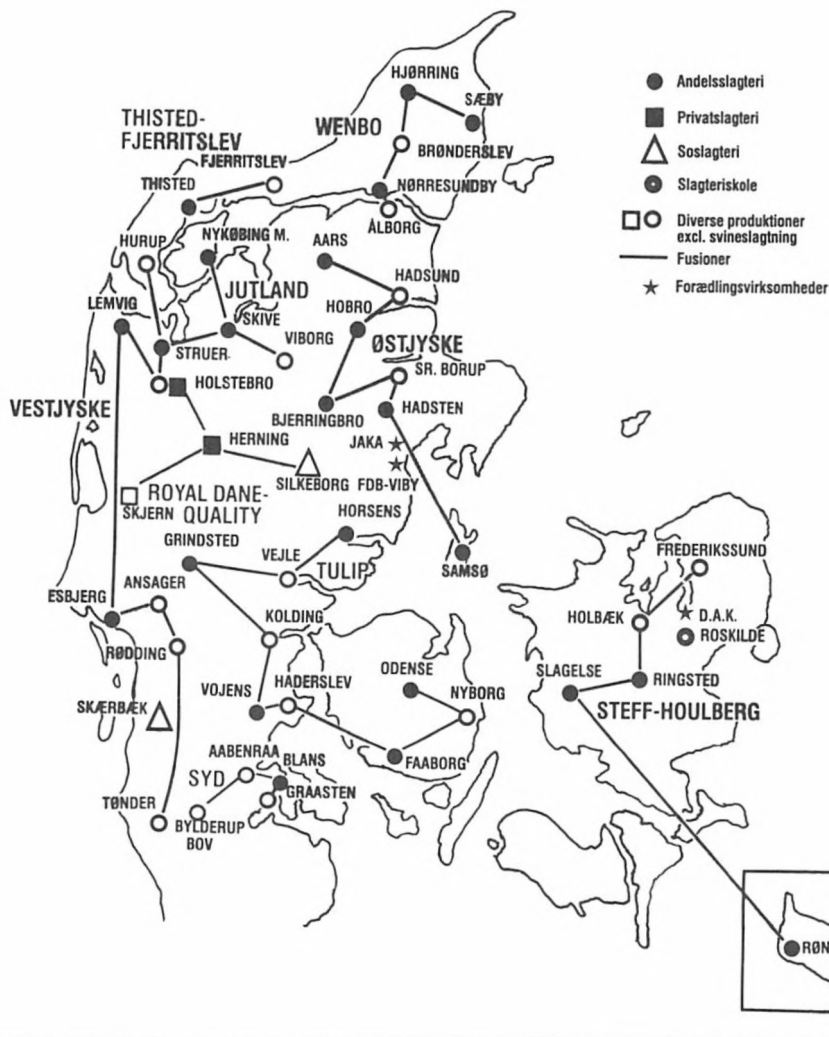 HJØRRING
SÆBY
THISTED-
FJERRITSLEV
WENBO
BRØNDERSLEV
FJERRITSLEV
THISTED
NØRRESUNDBY
ÅLBORG
HURUP
NYKØBING M.
AARS
HADSUND
JUTLAND
LEMVIG
HOBRO
SKIVE
STRUER
VIBORG
ØSTJYSKE
SR. BORUP
HOLSTEBRO
VESTJYSKE
BJERRINGBRO
HADSTEN
HERNING
JAKA
SILKEBORG
FDB-VIBY
SKJERN
ROYAL DANE-
QUALITY
HORSENS
GRINDSTED
VEJLE
TULIP
SAMSØ
FREDERIKSSUND
ESBJERG
ANSAGER
KOLDING
HOLBÆK
D.A.K.
ROSKILDE
RØDDING
ODENSE
NYBORG
SLAGELSE
RINGSTED
VOJENS
HADERSLEV
SKÆRBÆK
STEFF-HOULBERG
FAABORG
AABENRAA
BLANS
SYD
GRAASTEN
TØNDER
BYLDERUP
BOV
RØN
Andelsslagteri
Privatslagteri
Soslagteri
Slagteriskole
Diverse produktioner
excl. svineslagtning
Fusioner
Forædlingsvirksomheder